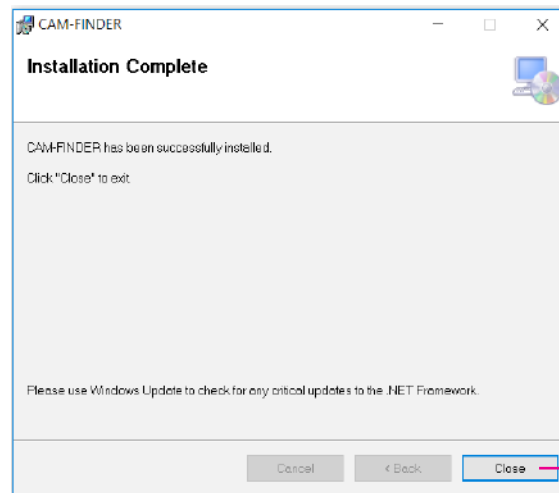 CAM-FINDER
Installation Complete
CAM-FINDER has been successfully installed.
Click "Close" to exit
Please use Windows Update to check for any critical updates to the .NET Framework.
Cancel
< Back
Close